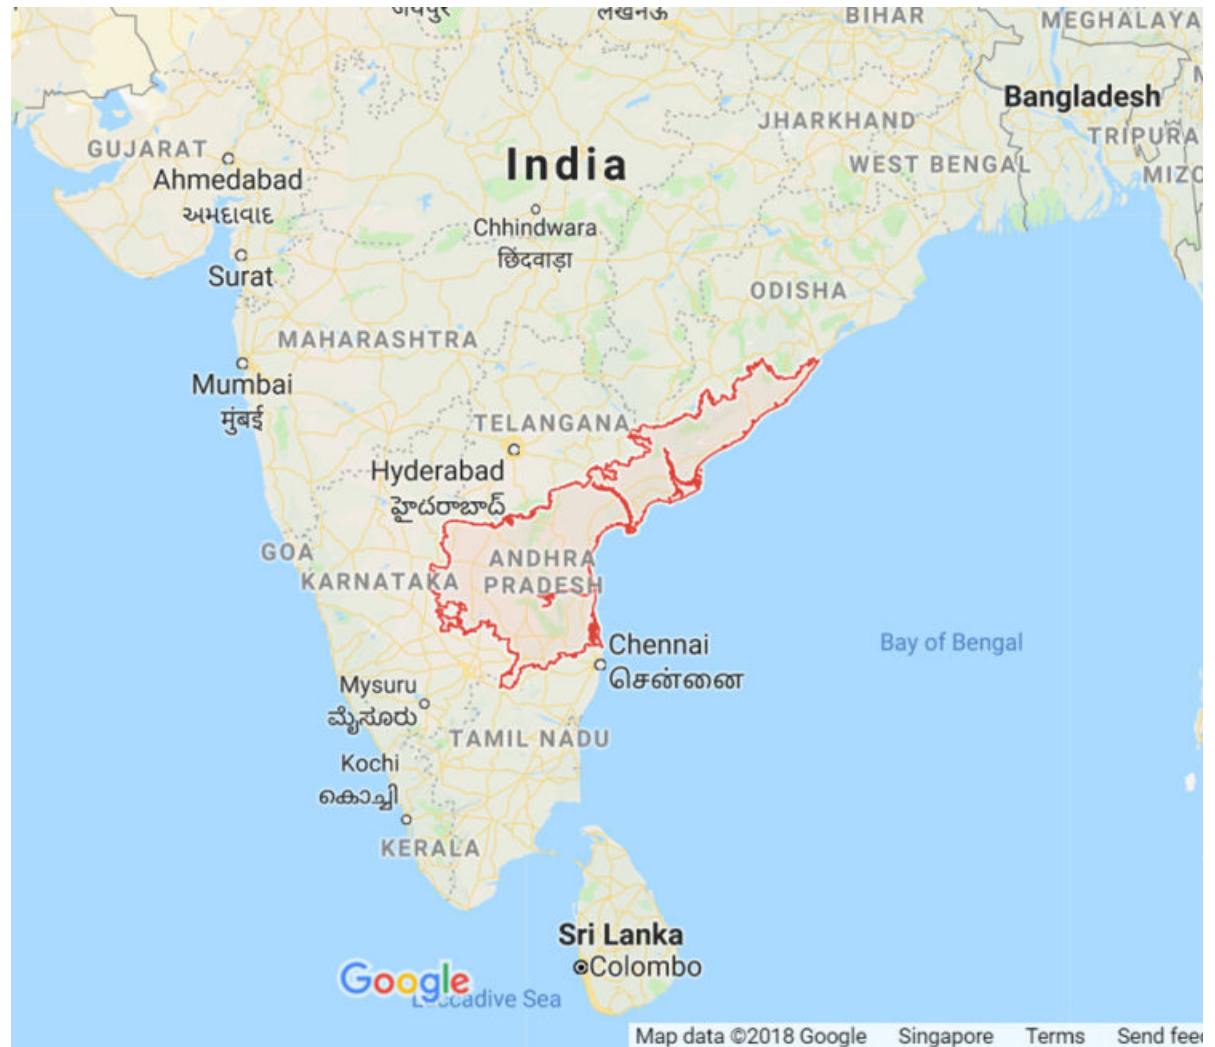 BIHAR
MEGHALAYA
Bangladesh
JHARKHAND
TRIPURA
GUJARAT
India
WEST BENGAL
Ahmedabad
અમદાવાદ
Chhindwara
छिंदवाड़ा
Surat
ODISHA
MAHARASHTRA
Mumbai
मुंबई
TELANGANA
Hyderabad
హైదరాబాద్
GOA
ANDHRA
PRADESH
KARNATAKA
Chennai
சென்னை
Bay of Bengal
Mysuru
ಮೈಸೂರು
TAMIL NADU
Kochi
കൊച്ചി
KERALA
Sri Lanka
Colombo
Google
Sea
Map data ©2018 Google Singapore Terms Send